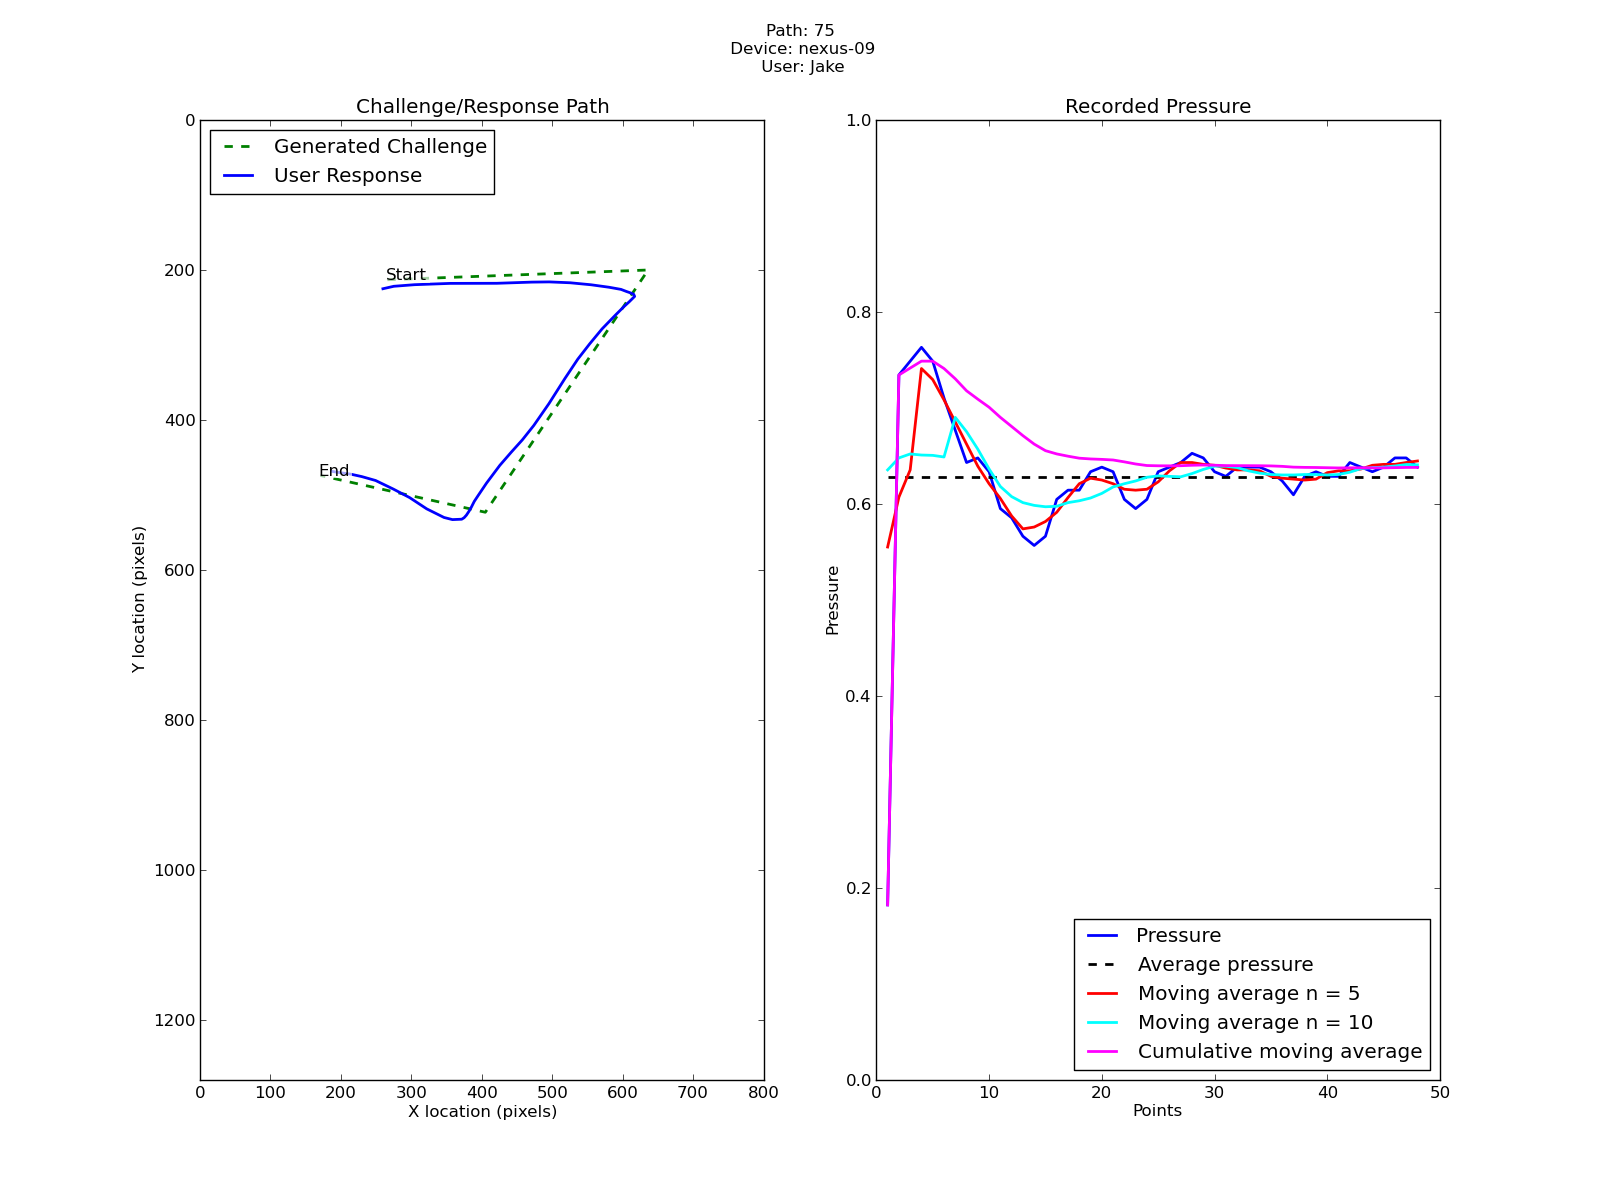 Path: 75
Device: nexus-09
User: Jake
Challenge/Response Path
0
200
400
600
800
1000
1200
Y location (pixels)
Generated Challenge
User Response
Start
End
0 100 200 300 400 500 600 700 800
X location (pixels)
Recorded Pressure
1.0
0.8
0.6
0.4
0.2
0.0
Pressure
Pressure
Average pressure
Moving average n = 5
Moving average n = 10
Cumulative moving average
0 10 20 30 40 50
Points